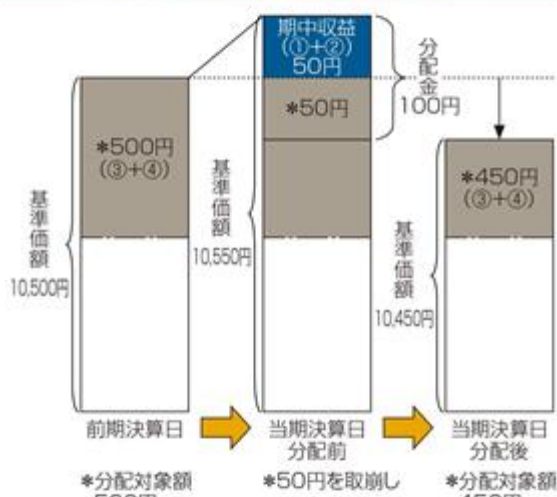 期中収益
(①+②)
50円
*50円
分配金
100円
*500円
(③+④)
*450円
(③+④)
基準価額
10,500円
基準価額
10,550円
基準価額
10,450円
前期決算日
当期決算日
分配前
当期決算日
分配後
*分配対象額
*50円を取崩し
*分配対象額